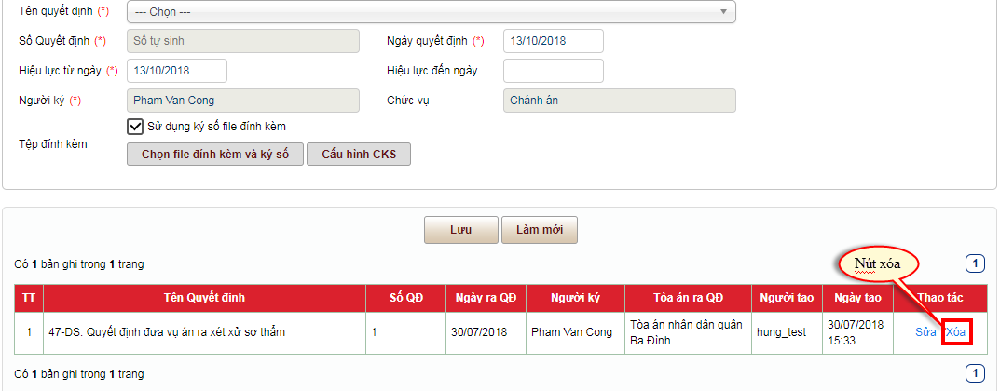 Tên quyết định (*) --- Chọn ---
Số Quyết định (*) Số tự sinh Ngày quyết định (*) 13/10/2018
Hiệu lực từ ngày (*) 13/10/2018 Hiệu lực đến ngày
Người ký (*) Pham Van Cong Chức vụ Chánh án
Sử dụng ký số file đính kèm
Tệp đính kèm
Chọn file đính kèm và ký số Cấu hình CKS
Lưu Làm mới
Có 1 bản ghi trong 1 trang Nút xóa 1
TT Tên Quyết định Số QĐ Ngày ra QĐ Người ký Tòa án ra QĐ Người tạo Ngày tạo Thao tác
1 47-DS. Quyết định đưa vụ án ra xét xử sơ thẩm 1 30/07/2018 Pham Van Cong Tòa án nhân dân quận hung_test 30/07/2018 Sửa Xóa
Ba Đình 15:33
Có 1 bản ghi trong 1 trang 1